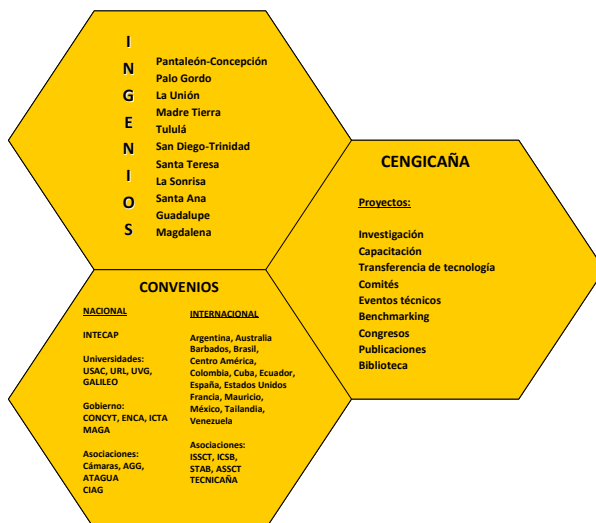 INGENIOS
Pantaleón-Concepción
Palo Gordo
La Unión
Madre Tierra
Tululá
San Diego-Trinidad
Santa Teresa
La Sonrisa
Santa Ana
Guadalupe
Magdalena
CENGICAÑA
Proyectos:
Investigación
Capacitación
Transferencia de tecnología
Comités
Eventos técnicos
Benchmarking
Congresos
Publicaciones
Biblioteca
CONVENIOS
NACIONAL
INTECAP
Universidades:
USAC, URL, UVG,
GALILEO
Gobierno:
CONCYT, ENCA, ICTA
MAGA
Asociaciones:
Cámaras, AGG,
ATAGUA
CIAG
INTERNACIONAL
Argentina, Australia
Barbados, Brasil,
Centro América,
Colombia, Cuba, Ecuador,
España, Estados Unidos
Francia, Mauricio,
México, Tailandia,
Venezuela
Asociaciones:
ISSCT, ICSB,
STAB, ASSCT
TECNICAÑA